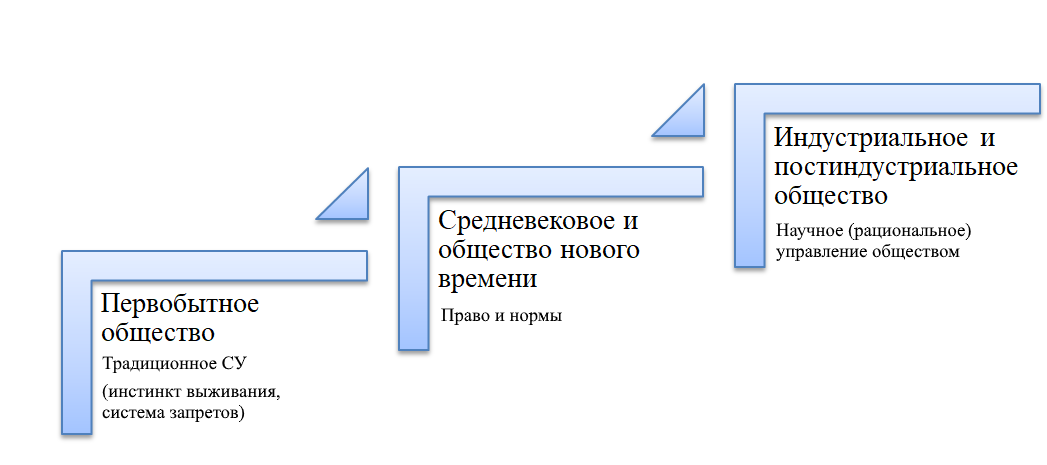 Первобытное
общество
Традиционное СУ
(инстинкт выживания,
система запретов)
Средневековое и
общество нового
времени
Право и нормы
Индустриальное и
постиндустриальное
общество
Научное (рациональное)
управление обществом